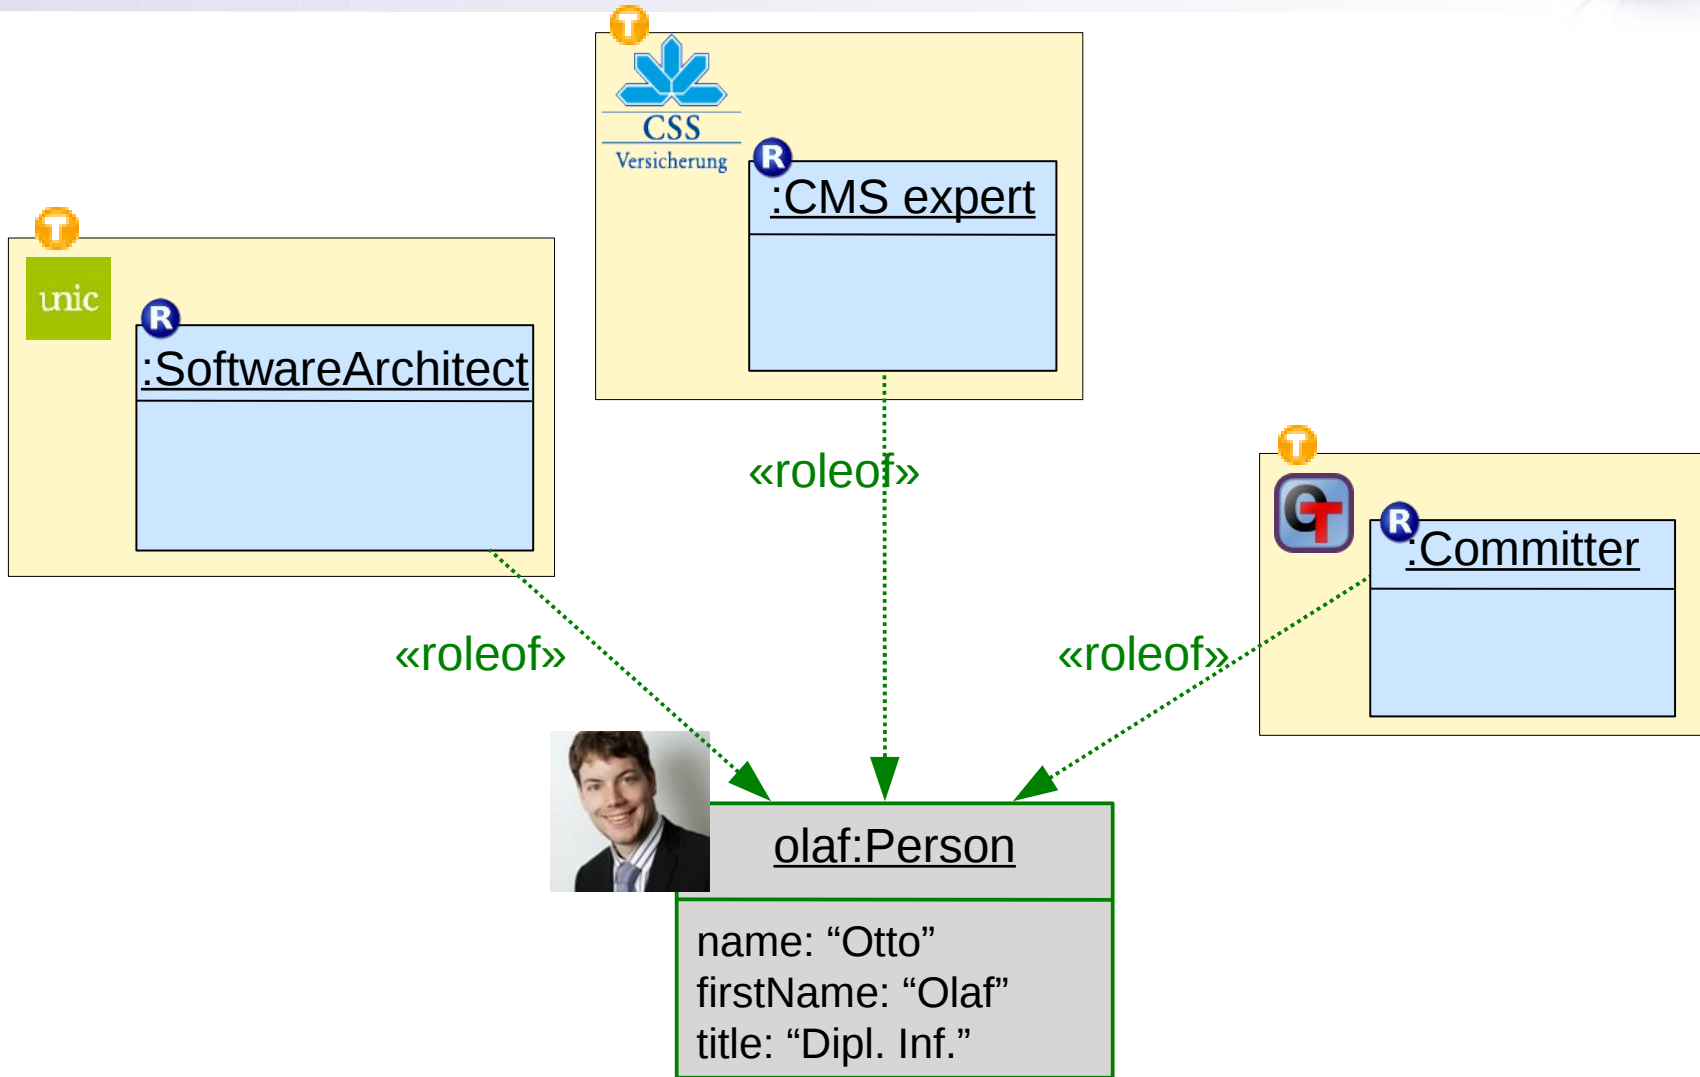 T
CSS
Versicherung
R
:CMS expert
T
unic
R
:SoftwareArchitect
«roleof»
T
OT
R
:Committer
«roleof»
«roleof»
olaf:Person
name: “Otto”
firstName: “Olaf”
title: “Dipl. Inf.”